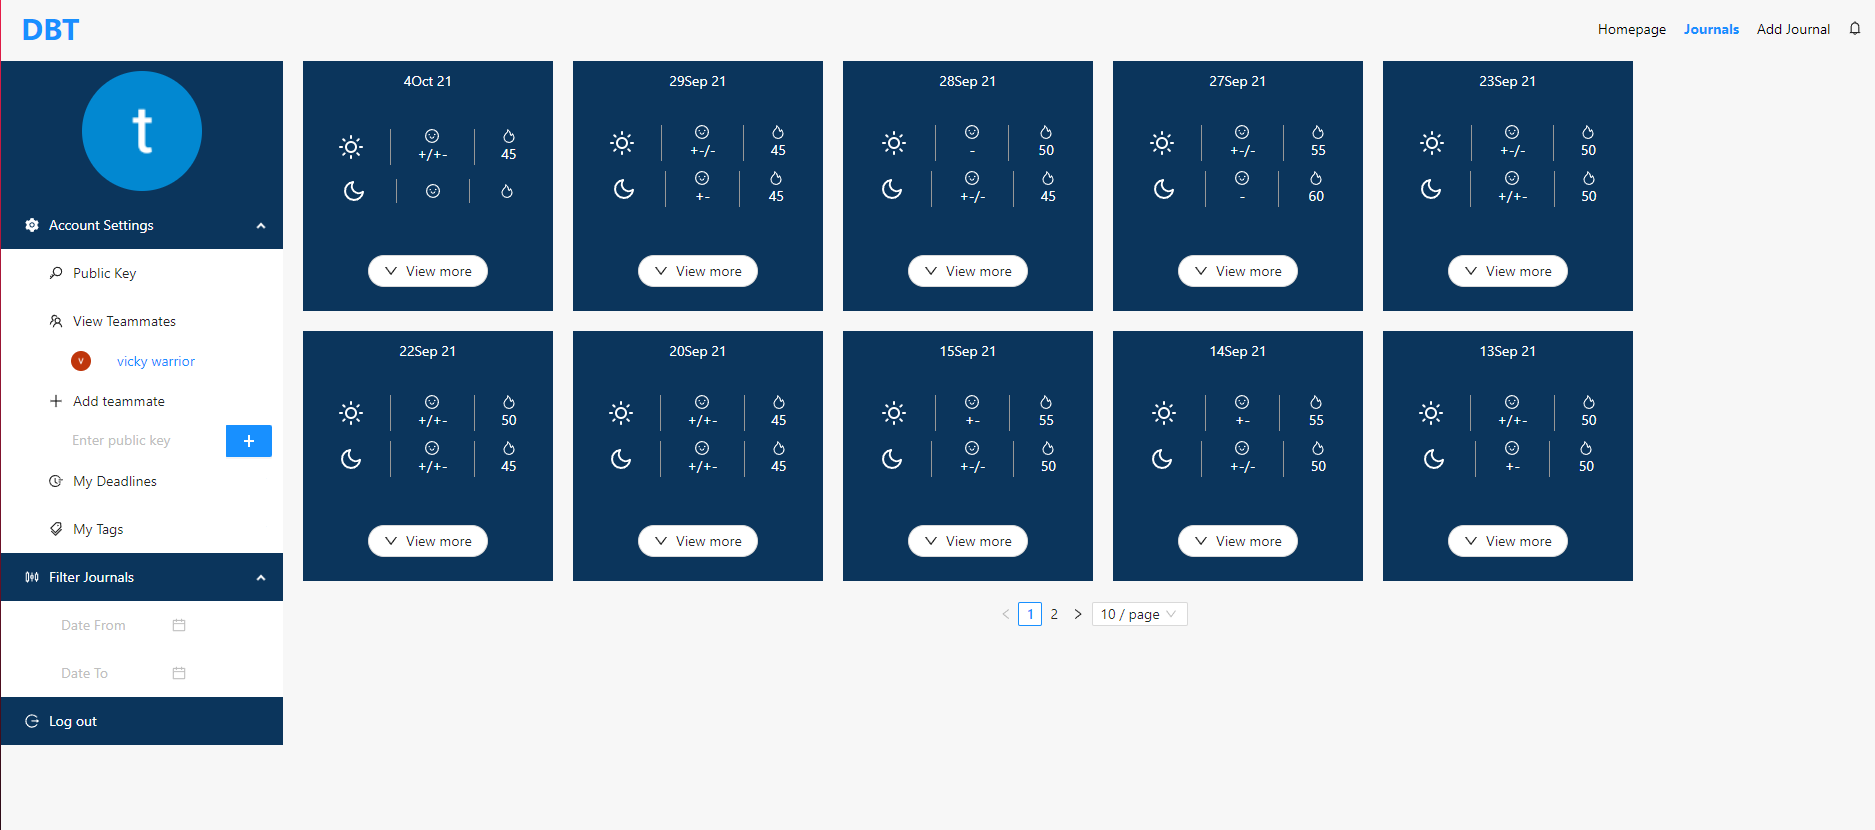 DBT
Homepage Journals Add Journal
t
Account Settings
Public Key
View Teammates
v vicky warrior
Add teammate
Enter public key +
My Deadlines
My Tags
Filter Journals
Date From
Date To
Log out
4Oct 21
+/+- 45
View more
29Sep 21
+-/- 45
+- 45
View more
28Sep 21
- 50
+-/- 45
View more
27Sep 21
+-/- 55
- 60
View more
23Sep 21
+-/- 50
+/+- 50
View more
22Sep 21
+/+- 50
+/+- 45
View more
20Sep 21
+/+- 45
+/+- 45
View more
15Sep 21
+- 55
+-/- 50
View more
14Sep 21
+- 55
+-/- 50
View more
13Sep 21
+/+- 50
+- 50
View more
< 1 2 > 10 / page